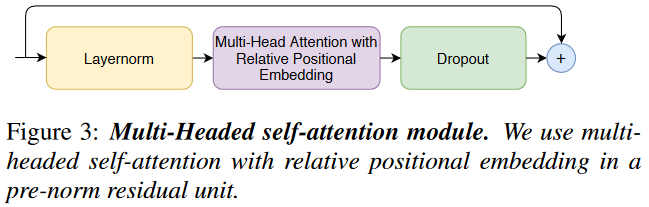 Layernorm
Multi-Head Attention with
Relative Positional
Embedding
Dropout
+
Figure 3: Multi-Headed self-attention module. We use multi-
headed self-attention with relative positional embedding in a
pre-norm residual unit.